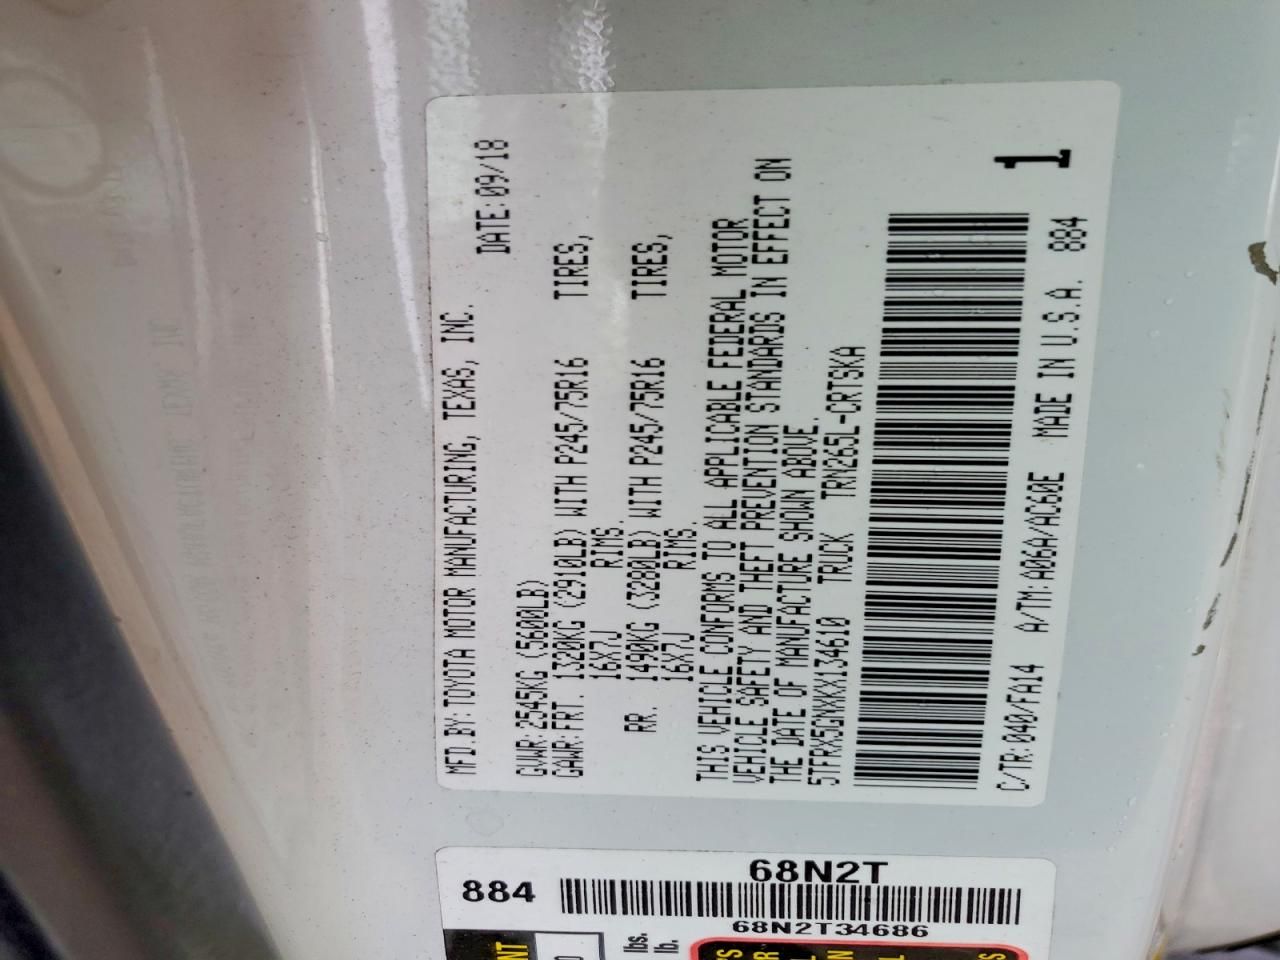 MFD.BY:TOYOTA MOTOR MANUFACTURING, TEXAS, INC.
DATE:09/18
GVWR:2545KG (5600LB)
GAWR:FRT. 1320KG (2910LB) WITH P245/75R16 TIRES,
16X7J RIMS.
RR. 1490KG (3280LB) WITH P245/75R16 TIRES,
16X7J RIMS.
THIS VEHICLE CONFORMS TO ALL APPLICABLE FEDERAL MOTOR
VEHICLE SAFETY AND THEFT PREVENTION STANDARDS IN EFFECT ON
THE DATE OF MANUFACTURE SHOWN ABOVE.
5TFRX5GNXKX134610 TRUCK TRN265L-CRTSKA
1
C/TR:040/FA14 A/TM:A06A/AC60E MADE IN U.S.A. 884
68N2T
884
68N2T34686
lbs.
lb.